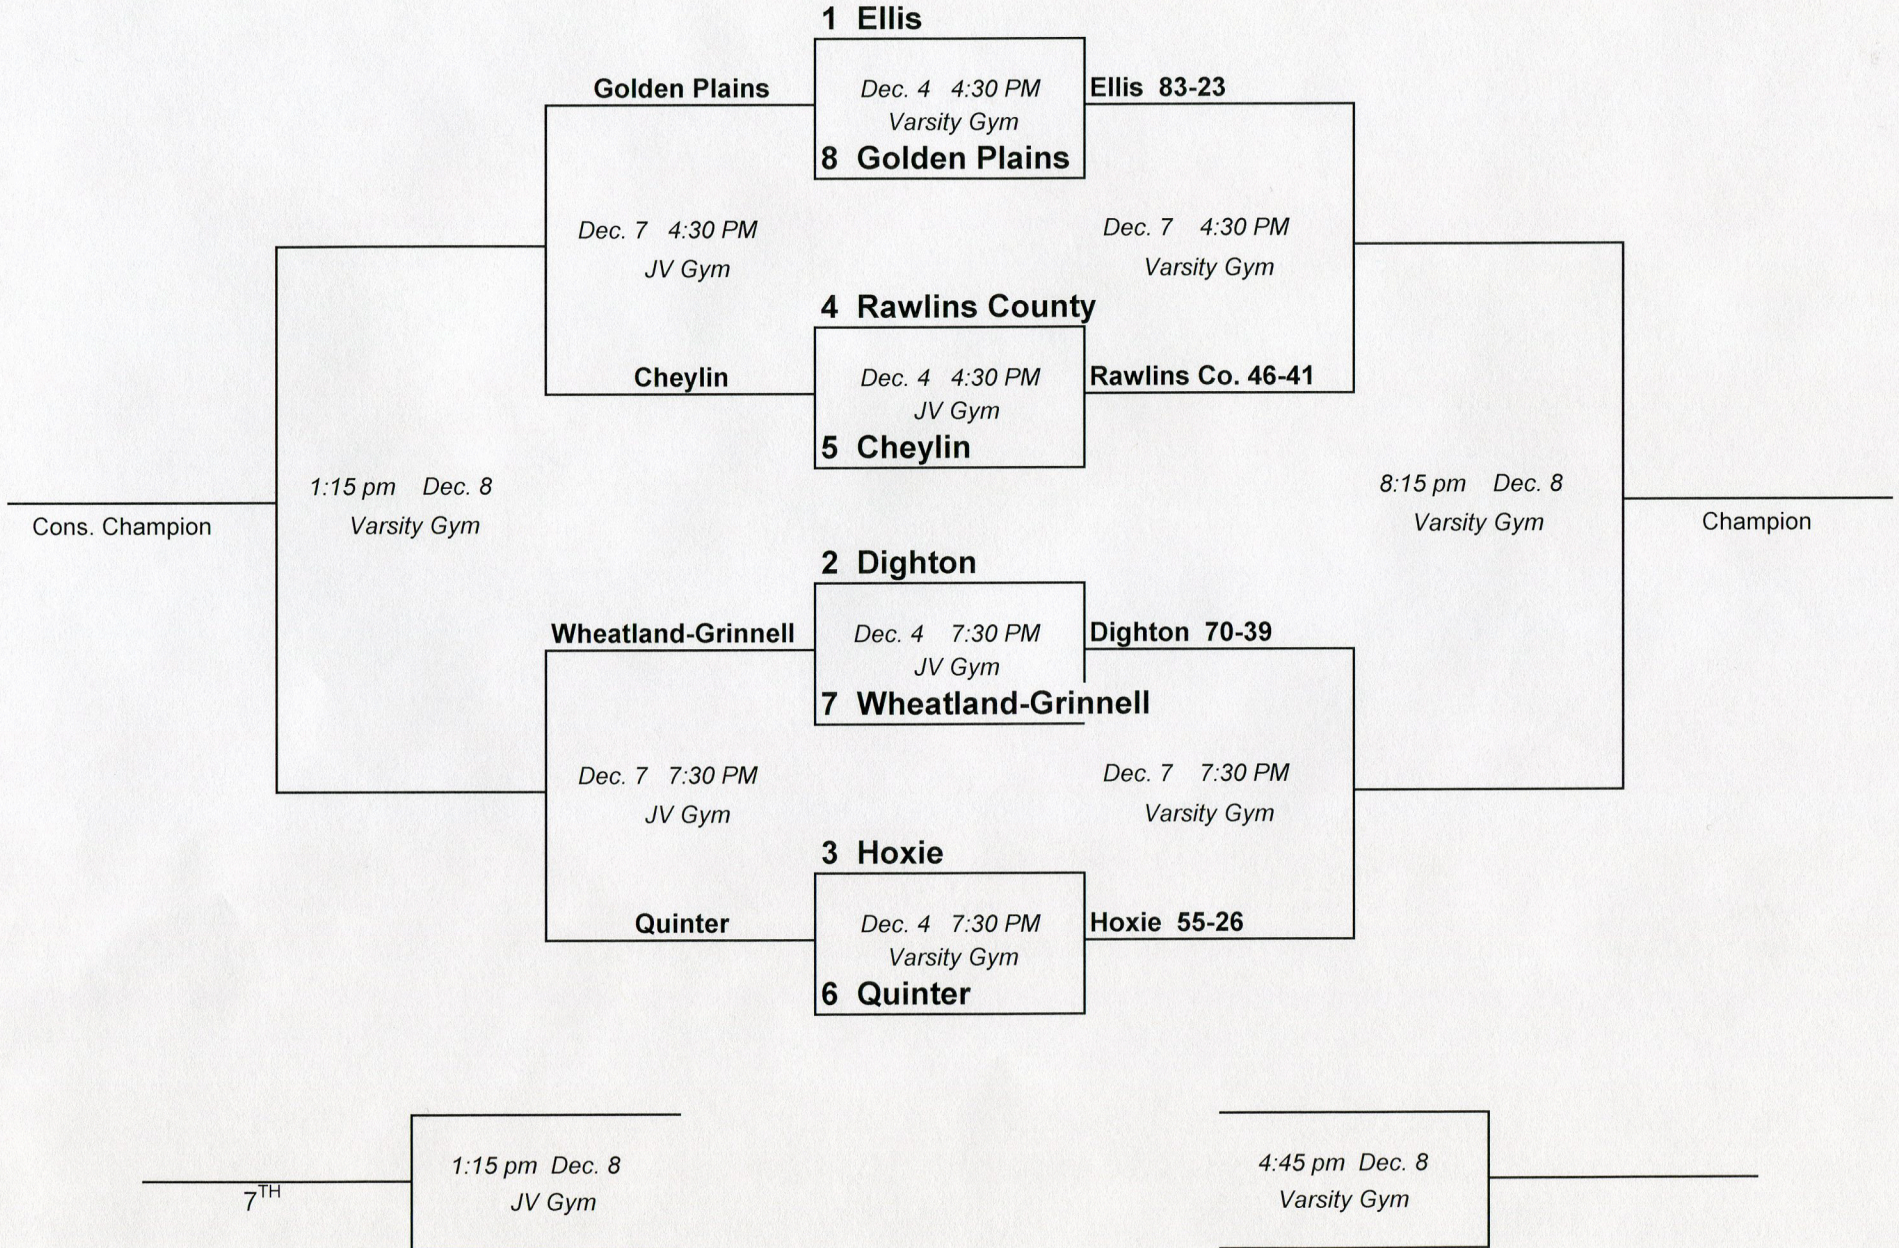 1 Ellis
Golden Plains
Dec. 4 4:30 PM
Ellis 83-23
Varsity Gym
8 Golden Plains
Dec. 7 4:30 PM
JV Gym
Dec. 7 4:30 PM
Varsity Gym
4 Rawlins County
Cheylin
Dec. 4 4:30 PM
Rawlins Co. 46-41
JV Gym
5 Cheylin
1:15 pm Dec. 8
Varsity Gym
Cons. Champion
8:15 pm Dec. 8
Varsity Gym
Champion
2 Dighton
Wheatland-Grinnell
Dec. 4 7:30 PM
Dighton 70-39
JV Gym
7 Wheatland-Grinnell
Dec. 7 7:30 PM
JV Gym
Dec. 7 7:30 PM
Varsity Gym
3 Hoxie
Quinter
Dec. 4 7:30 PM
Hoxie 55-26
Varsity Gym
6 Quinter
1:15 pm Dec. 8
JV Gym
7TH
4:45 pm Dec. 8
Varsity Gym